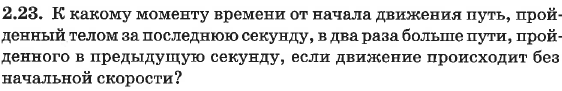 2.23. К какому моменту времени от начала движения путь, прой-
денный телом за последнюю секунду, в два раза больше пути, прой-
денного в предыдущую секунду, если движение происходит без
начальной скорости?